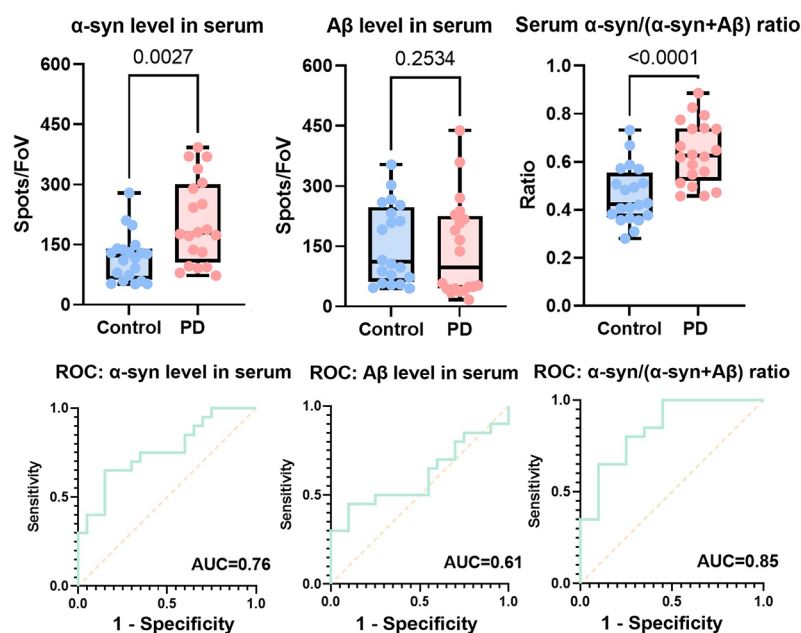 α-syn level in serum
0.0027
600
450
300
150
0
Spots/FoV
Control PD
Aβ level in serum
0.2534
600
450
300
150
0
Spots/FoV
Control PD
Serum α-syn/(α-syn+Aβ) ratio
<0.0001
1.0
0.8
0.6
0.4
0.2
0.0
Ratio
Control PD
ROC: α-syn level in serum
1.0
0.5
0.0
Sensitivity
AUC=0.76
0.0 0.5 1.0
1 - Specificity
ROC: Aβ level in serum
1.0
0.5
0.0
Sensitivity
AUC=0.61
0.0 0.5 1.0
1 - Specificity
ROC: α-syn/(α-syn+Aβ) ratio
1.0
0.5
0.0
Sensitivity
AUC=0.85
0.0 0.5 1.0
1 - Specificity